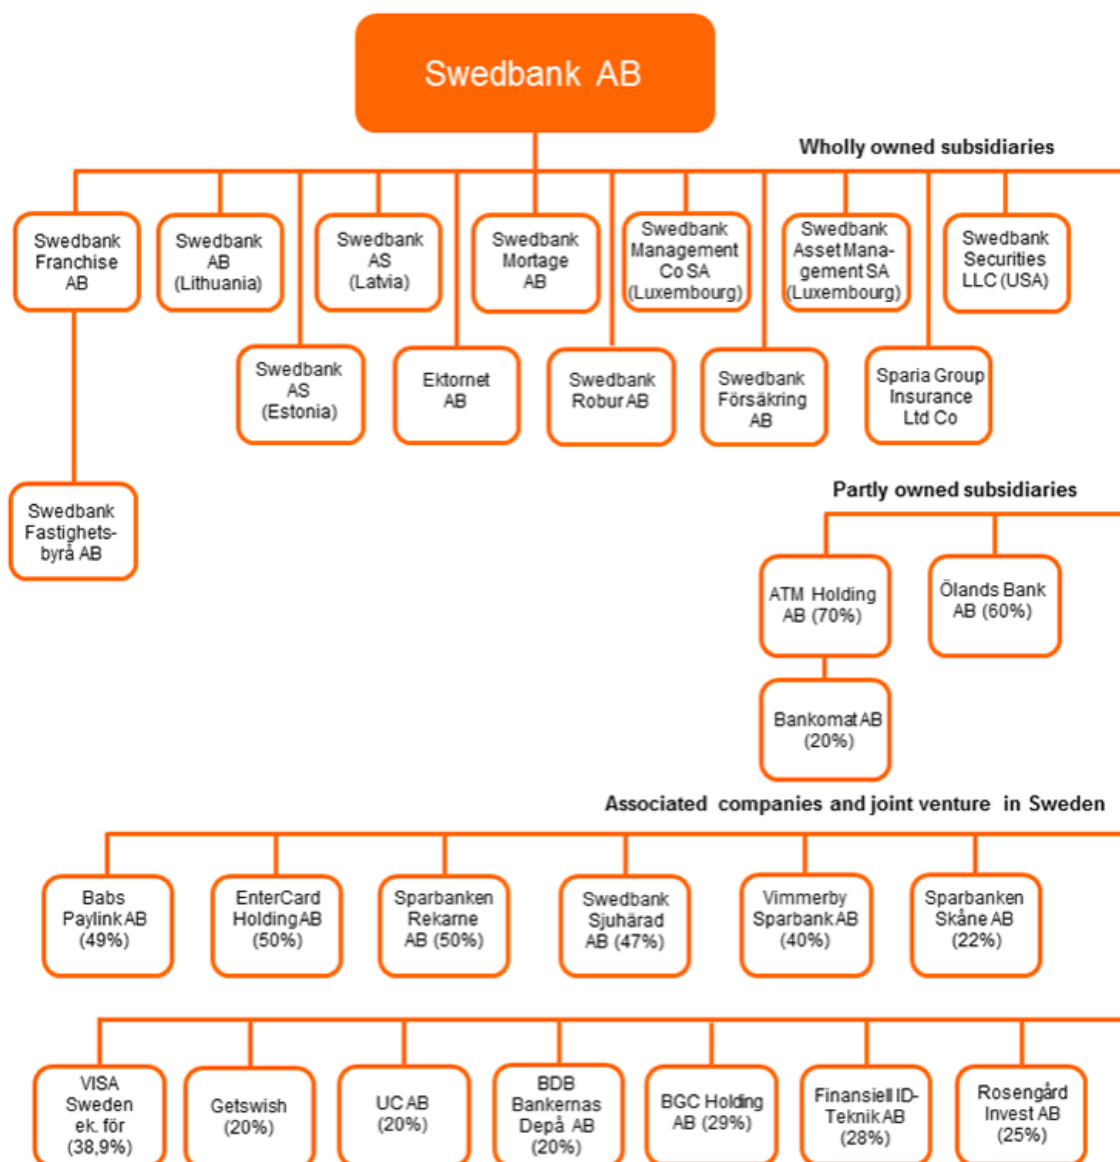 Swedbank AB
Wholly owned subsidiaries
Swedbank
Franchise
AB
Swedbank
AB
(Lithuania)
Swedbank
AS
(Latvia)
Swedbank
Mortage
AB
Swedbank
Management
Co SA
(Luxembourg)
Swedbank
Asset Mana-
gement SA
(Luxembourg)
Swedbank
Securities
LLC (USA)
Swedbank
AS
(Estonia)
Ektornet
AB
Swedbank
Robur AB
Swedbank
Försäkring
AB
Sparia Group
Insurance
Ltd Co
Swedbank
Fastighets-
byrå AB
Partly owned subsidiaries
ATM Holding
AB (70%)
Ölands Bank
AB (60%)
Bankomat AB
(20%)
Associated companies and joint venture in Sweden
Babs
Paylink AB
(49%)
EnterCard
Holding AB
(50%)
Sparbanken
Rekarne
AB (50%)
Swedbank
Sjuhärad
AB (47%)
Vimmerby
Sparbank AB
(40%)
Sparbanken
Skåne AB
(22%)
VISA
Sweden
ek. för
(38,9%)
Getswish
(20%)
UC AB
(20%)
BDB
Bankernas
Depå AB
(20%)
BGC Holding
AB (29%)
Finansiell ID-
Teknik AB
(28%)
Rosengård
Invest AB
(25%)